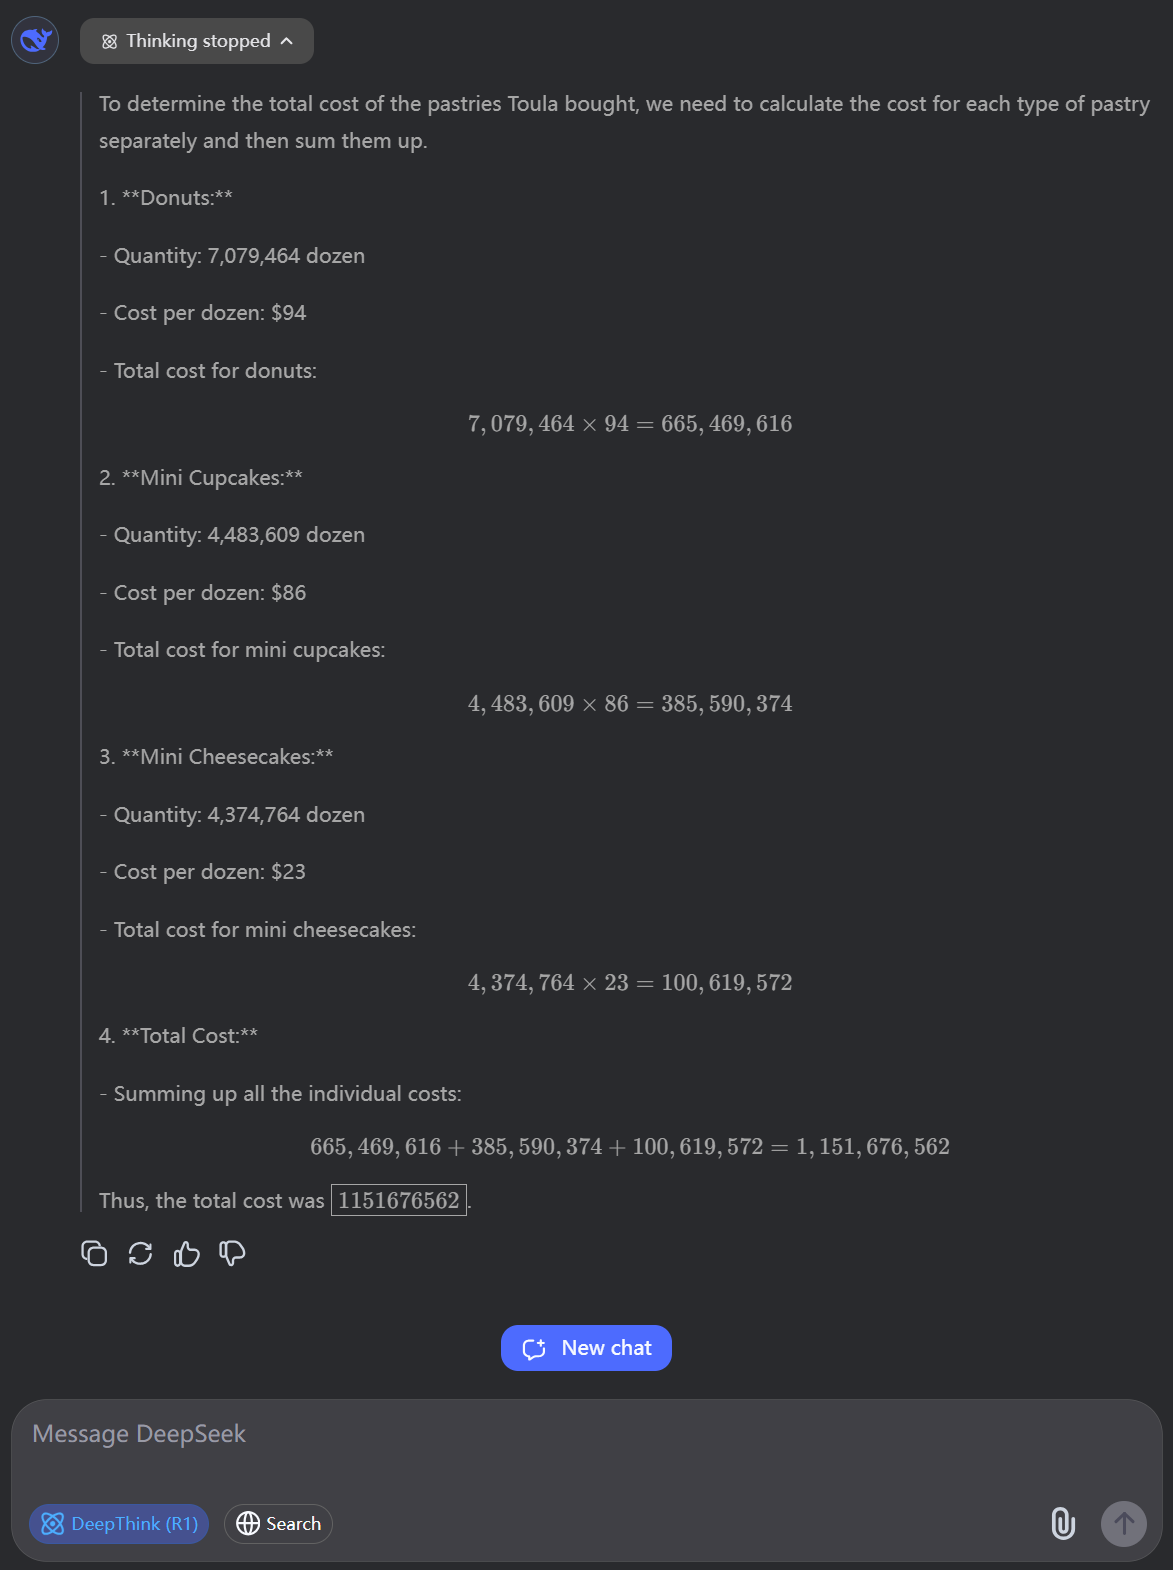 Thinking stopped
To determine the total cost of the pastries Toula bought, we need to calculate the cost for each type of pastry
separately and then sum them up.
1. **Donuts:**
- Quantity: 7,079,464 dozen
- Cost per dozen: $94
- Total cost for donuts:
7, 079, 464 × 94 = 665, 469, 616
2. **Mini Cupcakes:**
- Quantity: 4,483,609 dozen
- Cost per dozen: $86
- Total cost for mini cupcakes:
4, 483, 609 × 86 = 385, 590, 374
3. **Mini Cheesecakes:**
- Quantity: 4,374,764 dozen
- Cost per dozen: $23
- Total cost for mini cheesecakes:
4, 374, 764 × 23 = 100, 619, 572
4. **Total Cost:**
- Summing up all the individual costs:
665, 469, 616 + 385, 590, 374 + 100, 619, 572 = 1, 151, 676, 562
Thus, the total cost was 1151676562.
New chat
Message DeepSeek
DeepThink (R1) Search